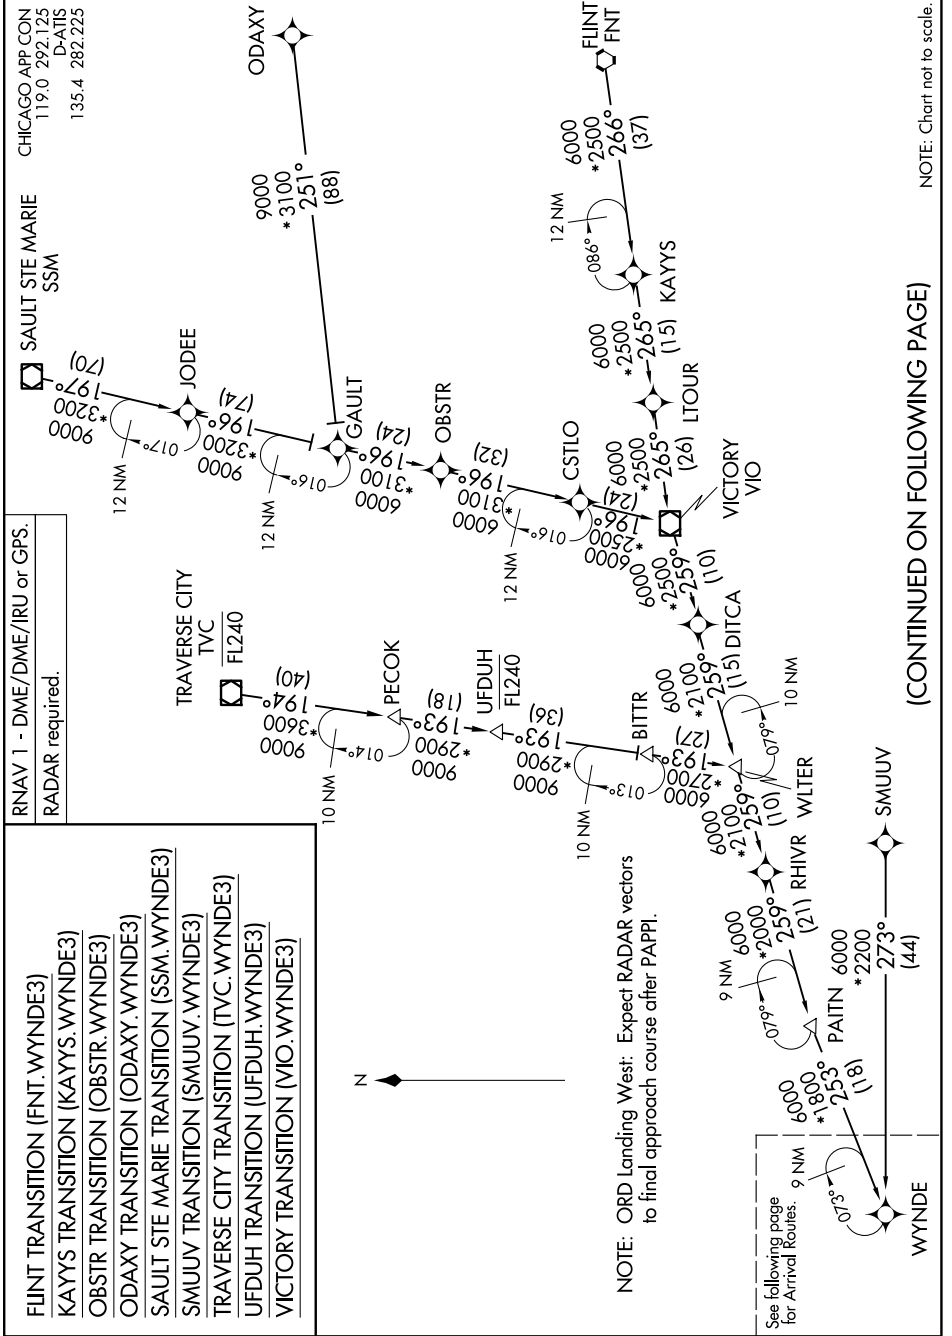 FLINT TRANSITION (FNT.WYNDE3)
KAYYS TRANSITION (KAYYS.WYNDE3)
OBSTR TRANSITION (OBSTR.WYNDE3)
ODAXY TRANSITION (ODAXY.WYNDE3)
SAULT STE MARIE TRANSITION (SSM.WYNDE3)
SMUUV TRANSITION (SMUUV.WYNDE3)
TRAVERSE CITY TRANSITION (TVC.WYNDE3)
UFDUH TRANSITION (UFDUH.WYNDE3)
VICTORY TRANSITION (VIO.WYNDE3)
RNAV 1 - DME/DME/IRU or GPS.
RADAR required.
CHICAGO APP CON
119.0 292.125
D-ATIS
135.4 282.225
SAULT STE MARIE
SSM
9000
*3200
197°
(70)
12 NM
017°
JODEE
9000
*3200
196°
(74)
12 NM
016°
GAULT
ODAXY
9000
*3100
251°
(88)
6000
*3100
196°
(24)
OBSTR
6000
*3100
196°
(32)
12 NM
016°
CSTLO
6000
*2500
196°
(24)
FLINT
FNT
6000
*2500
266°
(37)
12 NM
086°
KAYYS
6000
*2500
265°
(15)
LTOUR
6000
*2500
265°
(26)
VICTORY
VIO
6000
*2500
259°
(10)
DITCA
6000
*2100
259°
(15)
TRAVERSE CITY
TVC
FL240
9000
*3600
194°
(40)
10 NM
014°
PECOK
9000
*2900
193°
(18)
UFDUH
FL240
9000
*2900
193°
(36)
10 NM
013°
BITTR
6000
*2700
193°
(27)
10 NM
079°
WLTER
6000
*2100
259°
(10)
RHIVR
6000
*2000
259°
(21)
9 NM
079°
PAITN
6000
*1800
253°
(18)
SMUUV
6000
*2200
273°
(44)
9 NM
073°
WYNDE
See following page
for Arrival Routes.
N
NOTE: ORD Landing West: Expect RADAR vectors
to final approach course after PAPPI.
(CONTINUED ON FOLLOWING PAGE)
NOTE: Chart not to scale.